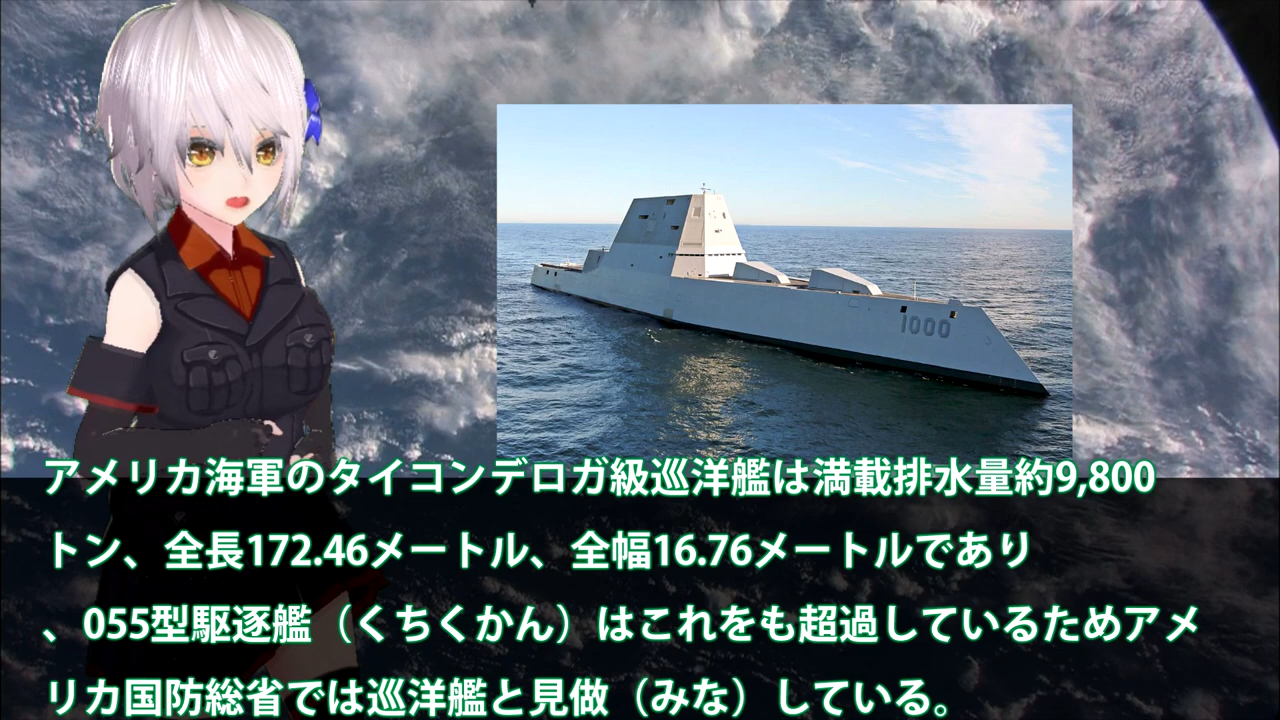 1000
アメリカ海軍のタイコンデロガ級巡洋艦は満載排水量約9,800
トン、全長172.46メートル、全幅16.76メートルであり
、055型駆逐艦（くちくかん）はこれをも超過しているためアメ
リカ国防総省では巡洋艦と見做（みな）している。